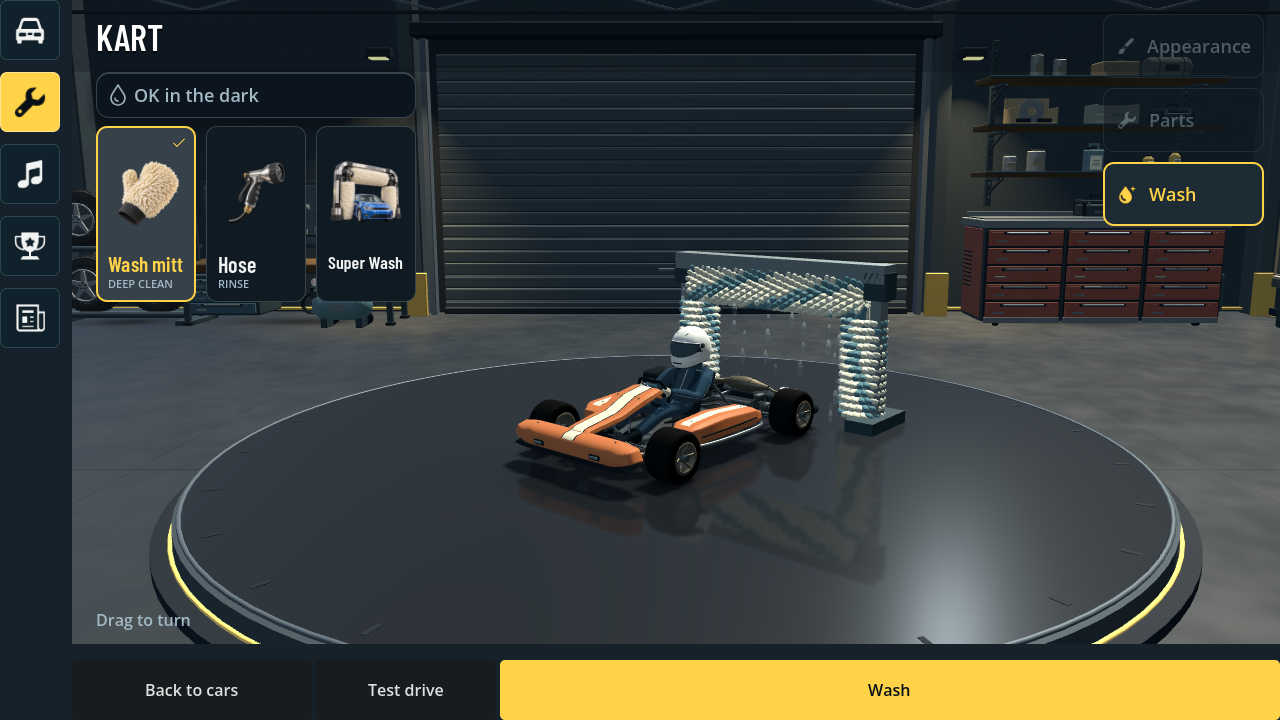 KART
OK in the dark
Wash mitt
DEEP CLEAN
Hose
RINSE
Super Wash
Appearance
Parts
Wash
Drag to turn
Back to cars
Test drive
Wash